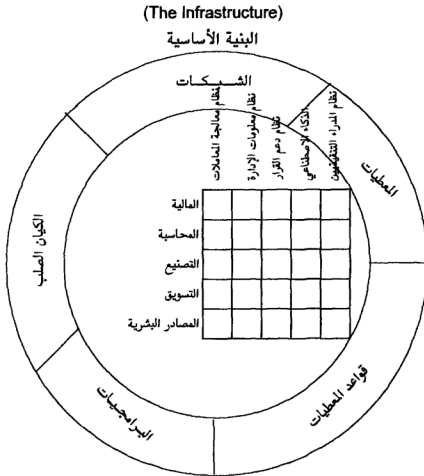 (The Infrastructure)
البنية الأساسية
الشبكات
المعطيات
قواعد المعطيات
البرامجيات
الكيان الصلب
نظام معالجة المعاملات
نظام معلومات الإدارة
نظام دعم القرار
الذكاء الاصطناعي
نظام المدراء التنفيذيين
المالية
المحاسبة
التصنيع
التسويق
المصادر البشرية